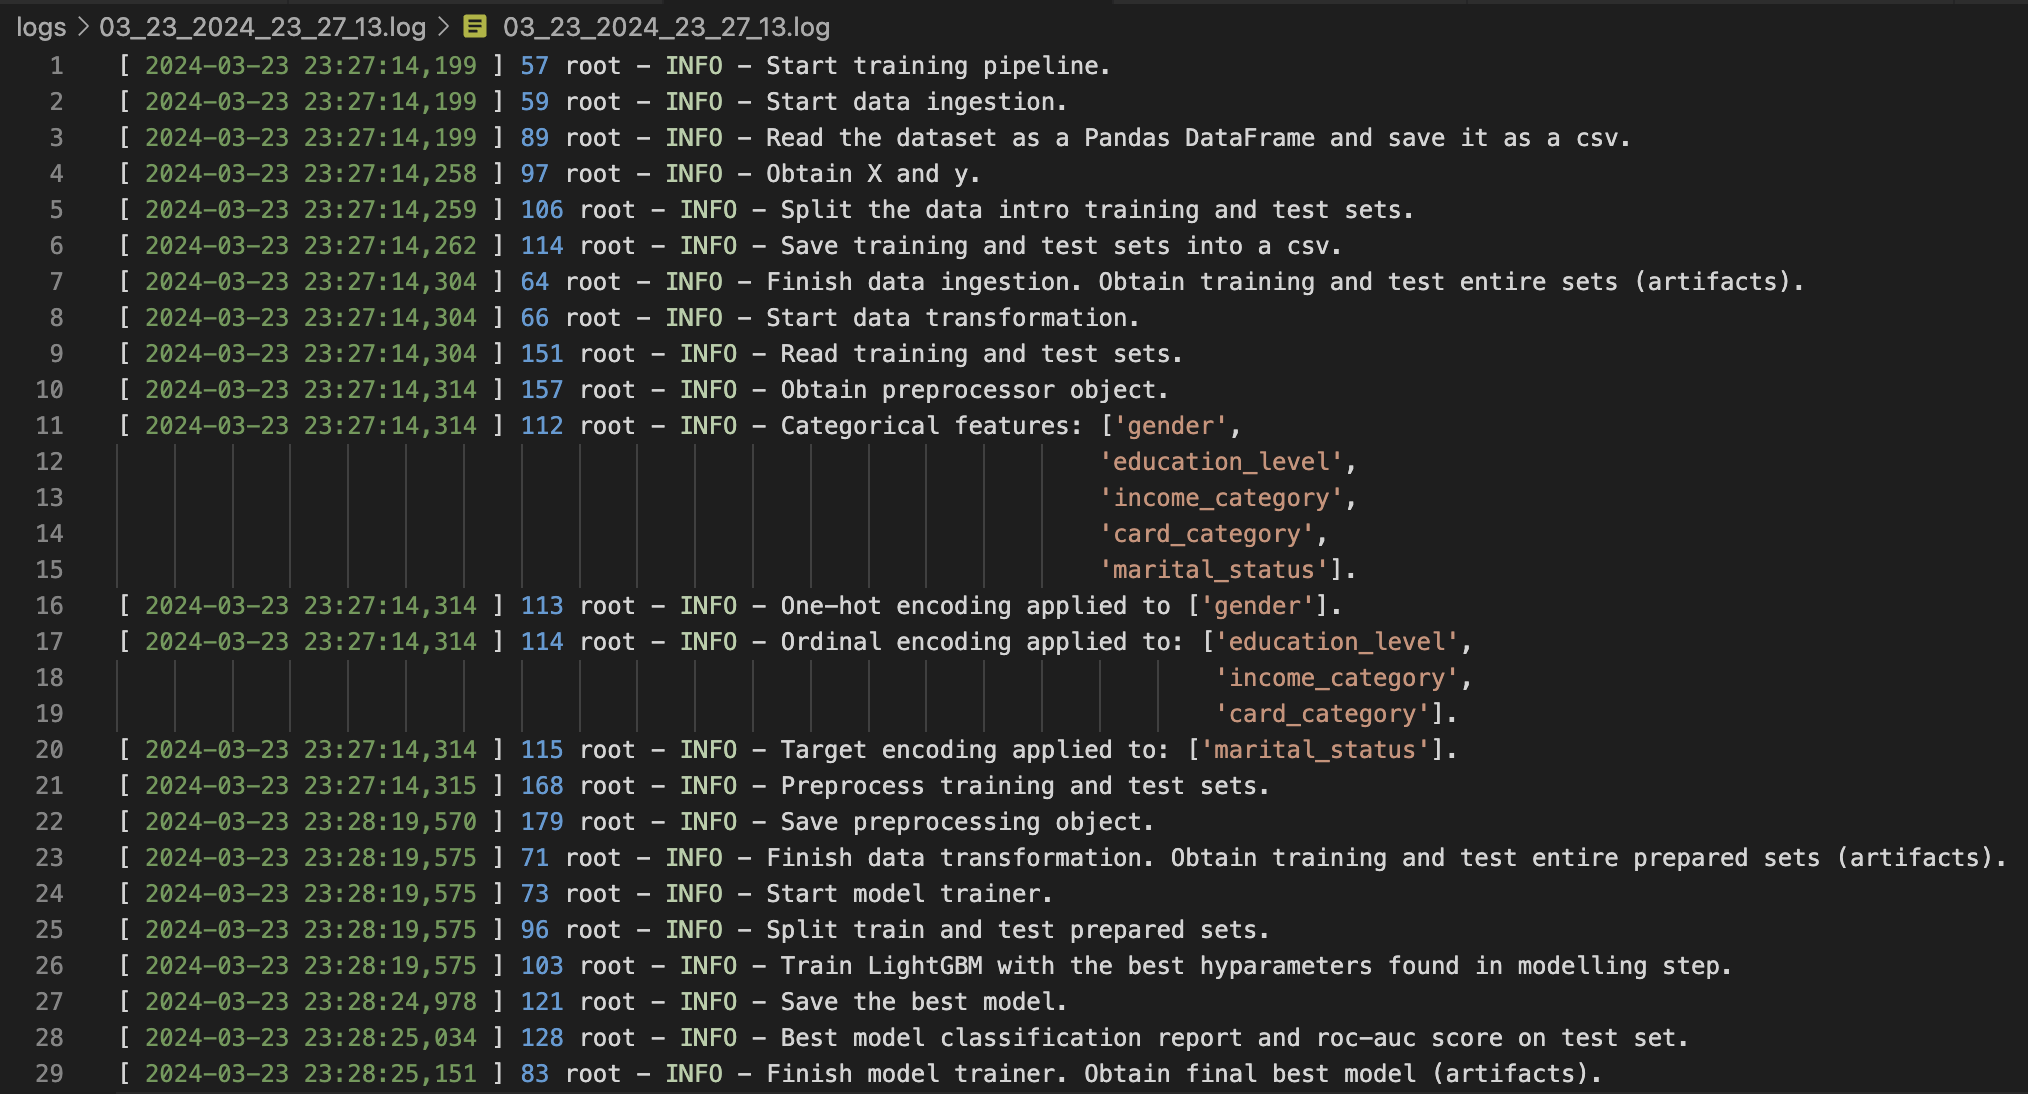 logs > 03_23_2024_23_27_13.log > 03_23_2024_23_27_13.log
1 [ 2024-03-23 23:27:14,199 ] 57 root - INFO - Start training pipeline.
2 [ 2024-03-23 23:27:14,199 ] 59 root - INFO - Start data ingestion.
3 [ 2024-03-23 23:27:14,199 ] 89 root - INFO - Read the dataset as a Pandas DataFrame and save it as a csv.
4 [ 2024-03-23 23:27:14,258 ] 97 root - INFO - Obtain X and y.
5 [ 2024-03-23 23:27:14,259 ] 106 root - INFO - Split the data intro training and test sets.
6 [ 2024-03-23 23:27:14,262 ] 114 root - INFO - Save training and test sets into a csv.
7 [ 2024-03-23 23:27:14,304 ] 64 root - INFO - Finish data ingestion. Obtain training and test entire sets (artifacts).
8 [ 2024-03-23 23:27:14,304 ] 66 root - INFO - Start data transformation.
9 [ 2024-03-23 23:27:14,304 ] 151 root - INFO - Read training and test sets.
10 [ 2024-03-23 23:27:14,314 ] 157 root - INFO - Obtain preprocessor object.
11 [ 2024-03-23 23:27:14,314 ] 112 root - INFO - Categorical features: ['gender',
12 'education_level',
13 'income_category',
14 'card_category',
15 'marital_status'].
16 [ 2024-03-23 23:27:14,314 ] 113 root - INFO - One-hot encoding applied to ['gender'].
17 [ 2024-03-23 23:27:14,314 ] 114 root - INFO - Ordinal encoding applied to: ['education_level',
18 'income_category',
19 'card_category'].
20 [ 2024-03-23 23:27:14,314 ] 115 root - INFO - Target encoding applied to: ['marital_status'].
21 [ 2024-03-23 23:27:14,315 ] 168 root - INFO - Preprocess training and test sets.
22 [ 2024-03-23 23:28:19,570 ] 179 root - INFO - Save preprocessing object.
23 [ 2024-03-23 23:28:19,575 ] 71 root - INFO - Finish data transformation. Obtain training and test entire prepared sets (artifacts).
24 [ 2024-03-23 23:28:19,575 ] 73 root - INFO - Start model trainer.
25 [ 2024-03-23 23:28:19,575 ] 96 root - INFO - Split train and test prepared sets.
26 [ 2024-03-23 23:28:19,575 ] 103 root - INFO - Train LightGBM with the best hyparameters found in modelling step.
27 [ 2024-03-23 23:28:24,978 ] 121 root - INFO - Save the best model.
28 [ 2024-03-23 23:28:25,034 ] 128 root - INFO - Best model classification report and roc-auc score on test set.
29 [ 2024-03-23 23:28:25,151 ] 83 root - INFO - Finish model trainer. Obtain final best model (artifacts).